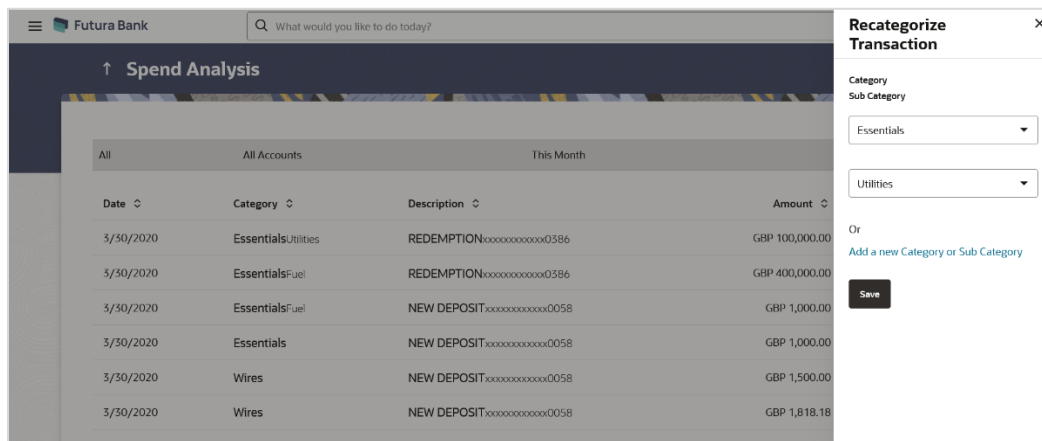 Futura Bank
What would you like to do today?
Spend Analysis
All All Accounts This Month
Date Category Description Amount
3/30/2020 EssentialsUtilities REDEMPTIONxxxxxxxxxxxx0386 GBP 100,000.00
3/30/2020 EssentialsFuel REDEMPTIONxxxxxxxxxxxx0386 GBP 400,000.00
3/30/2020 EssentialsFuel NEW DEPOSITxxxxxxxxxxxx0058 GBP 1,000.00
3/30/2020 Essentials NEW DEPOSITxxxxxxxxxxxx0058 GBP 1,000.00
3/30/2020 Wires NEW DEPOSITxxxxxxxxxxxx0058 GBP 1,500.00
3/30/2020 Wires NEW DEPOSITxxxxxxxxxxxx0058 GBP 1,818.18
Recategorize
Transaction
Category
Sub Category
Essentials
Utilities
Or
Add a new Category or Sub Category
Save